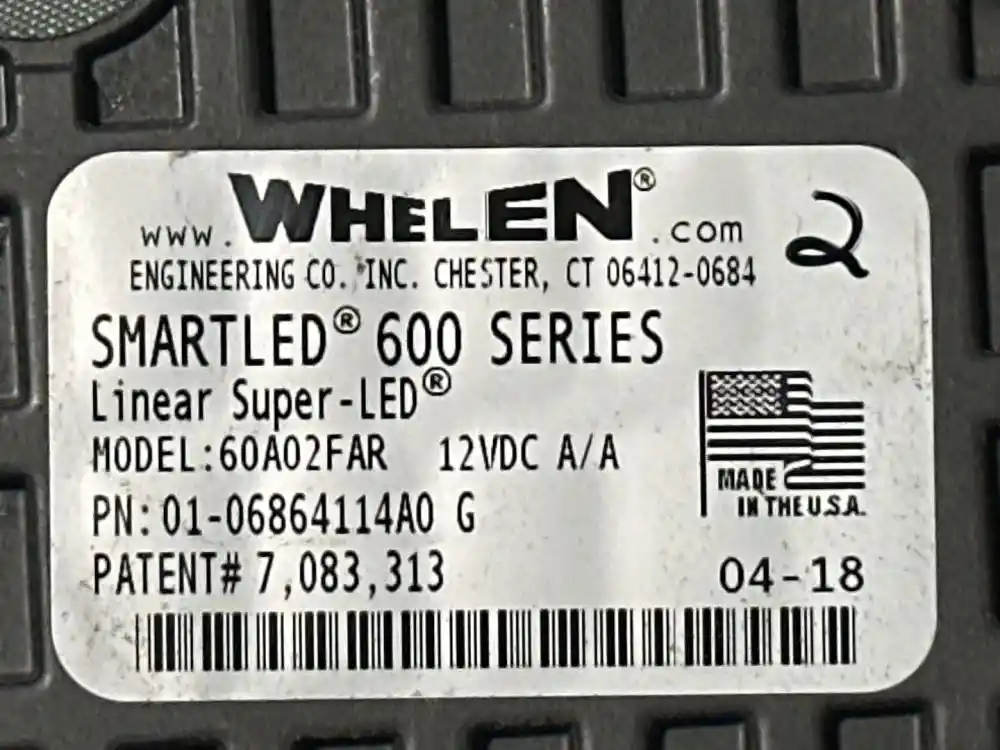 www.WHELEN®.com
2
ENGINEERING CO. INC. CHESTER, CT 06412-0684
SMARTLED® 600 SERIES
Linear Super-LED®
MODEL:60A02FAR 12VDC A/A
MADE
IN THE U.S.A.
PN: 01-06864114A0 G
PATENT# 7,083,313
04-18